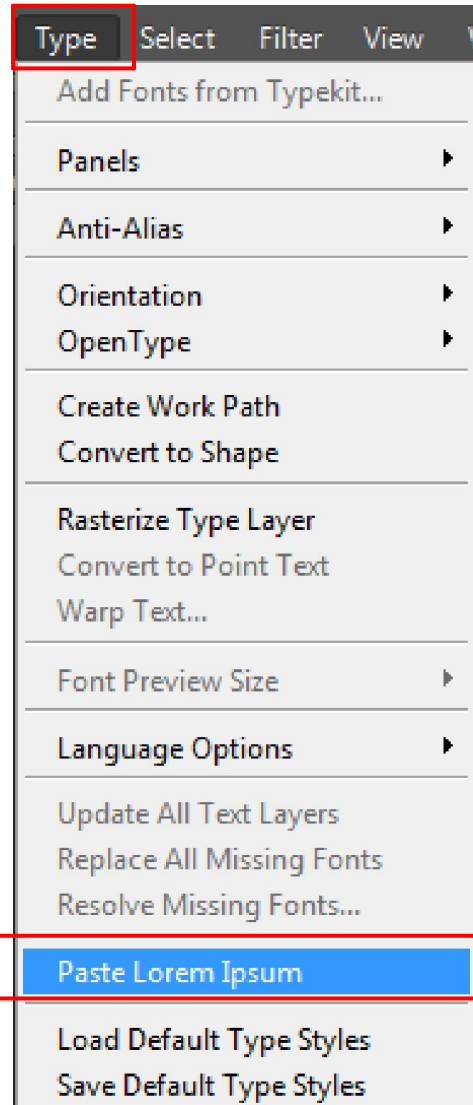 Type Select Filter View
Add Fonts from Typekit...
Panels
Anti-Alias
Orientation
OpenType
Create Work Path
Convert to Shape
Rasterize Type Layer
Convert to Point Text
Warp Text...
Font Preview Size
Language Options
Update All Text Layers
Replace All Missing Fonts
Resolve Missing Fonts...
Paste Lorem Ipsum
Load Default Type Styles
Save Default Type Styles